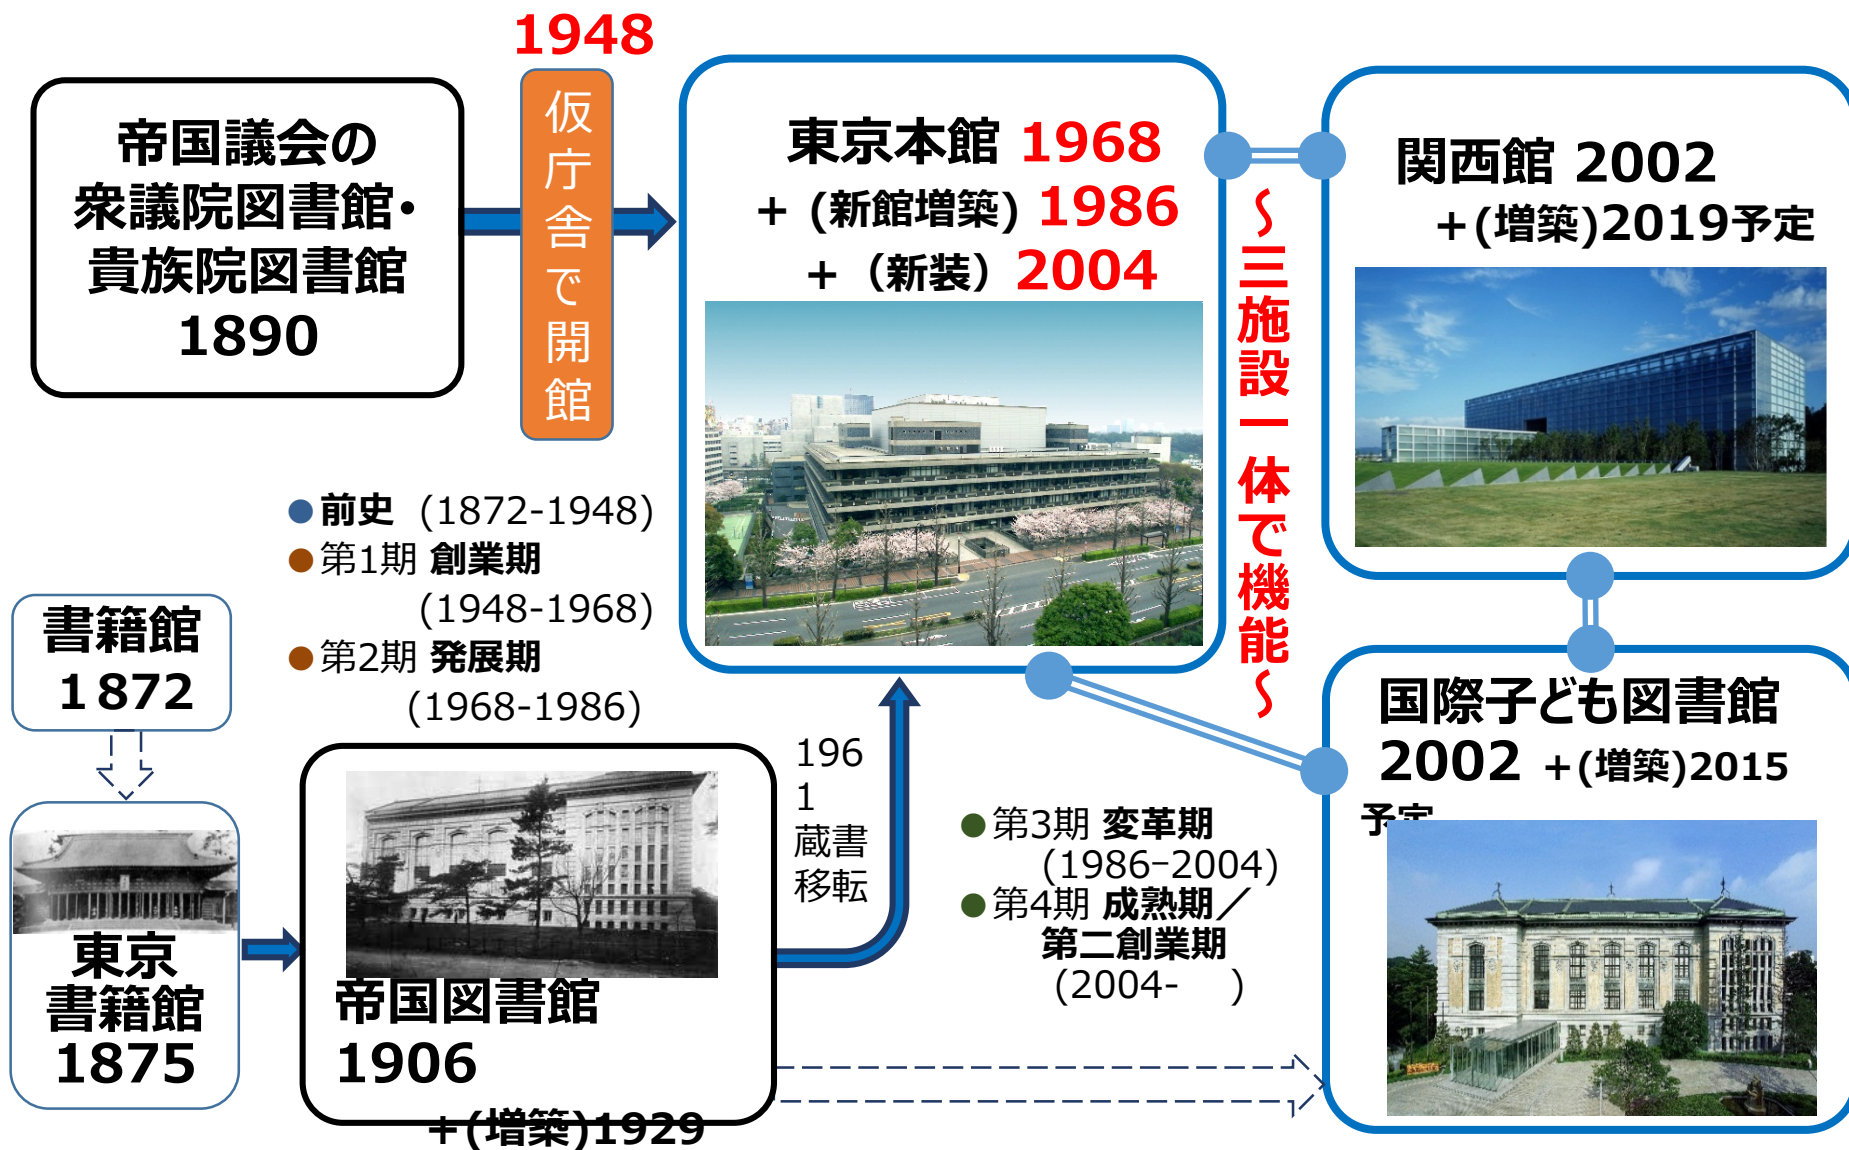 1948
仮庁舎で開館
帝国議会の
衆議院図書館・
貴族院図書館
1890
東京本館 1968
+ (新館増築) 1986
+ (新装) 2004
～三施設一体で機能～
関西館 2002
+(増築)2019予定
●前史 (1872-1948)
●第1期 創業期
(1948-1968)
●第2期 発展期
(1968-1986)
書籍館
1872
東京
書籍館
1875
帝国図書館
1906
+(増築)1929
196
1
蔵書
移転
●第3期 変革期
(1986-2004)
●第4期 成熟期／
第二創業期
(2004- )
国際子ども図書館
2002 +(増築)2015
予定